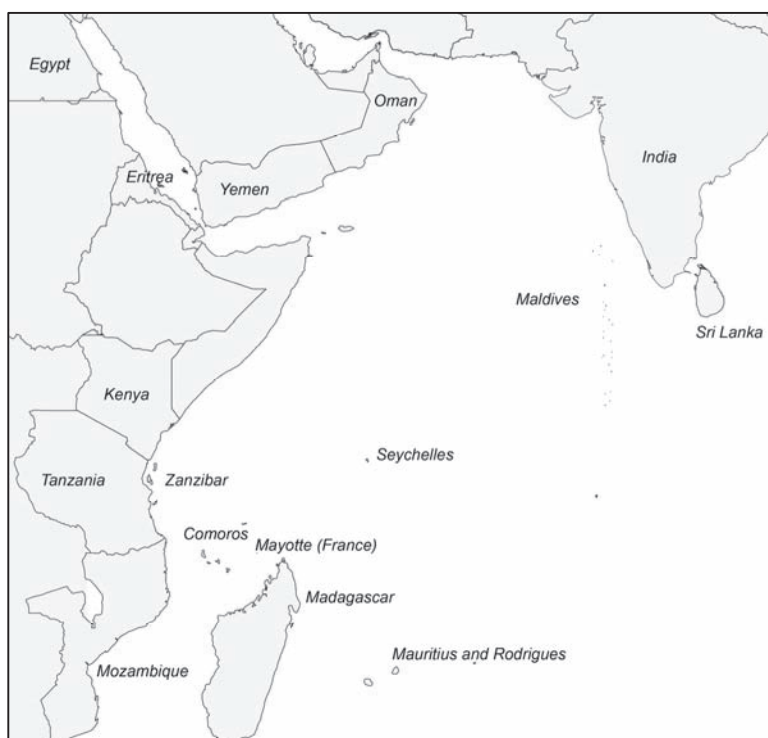 Egypt
Oman
India
Eritrea
Yemen
Maldives
Sri Lanka
Kenya
Seychelles
Tanzania
Zanzibar
Comoros
Mayotte (France)
Madagascar
Mauritius and Rodrigues
Mozambique